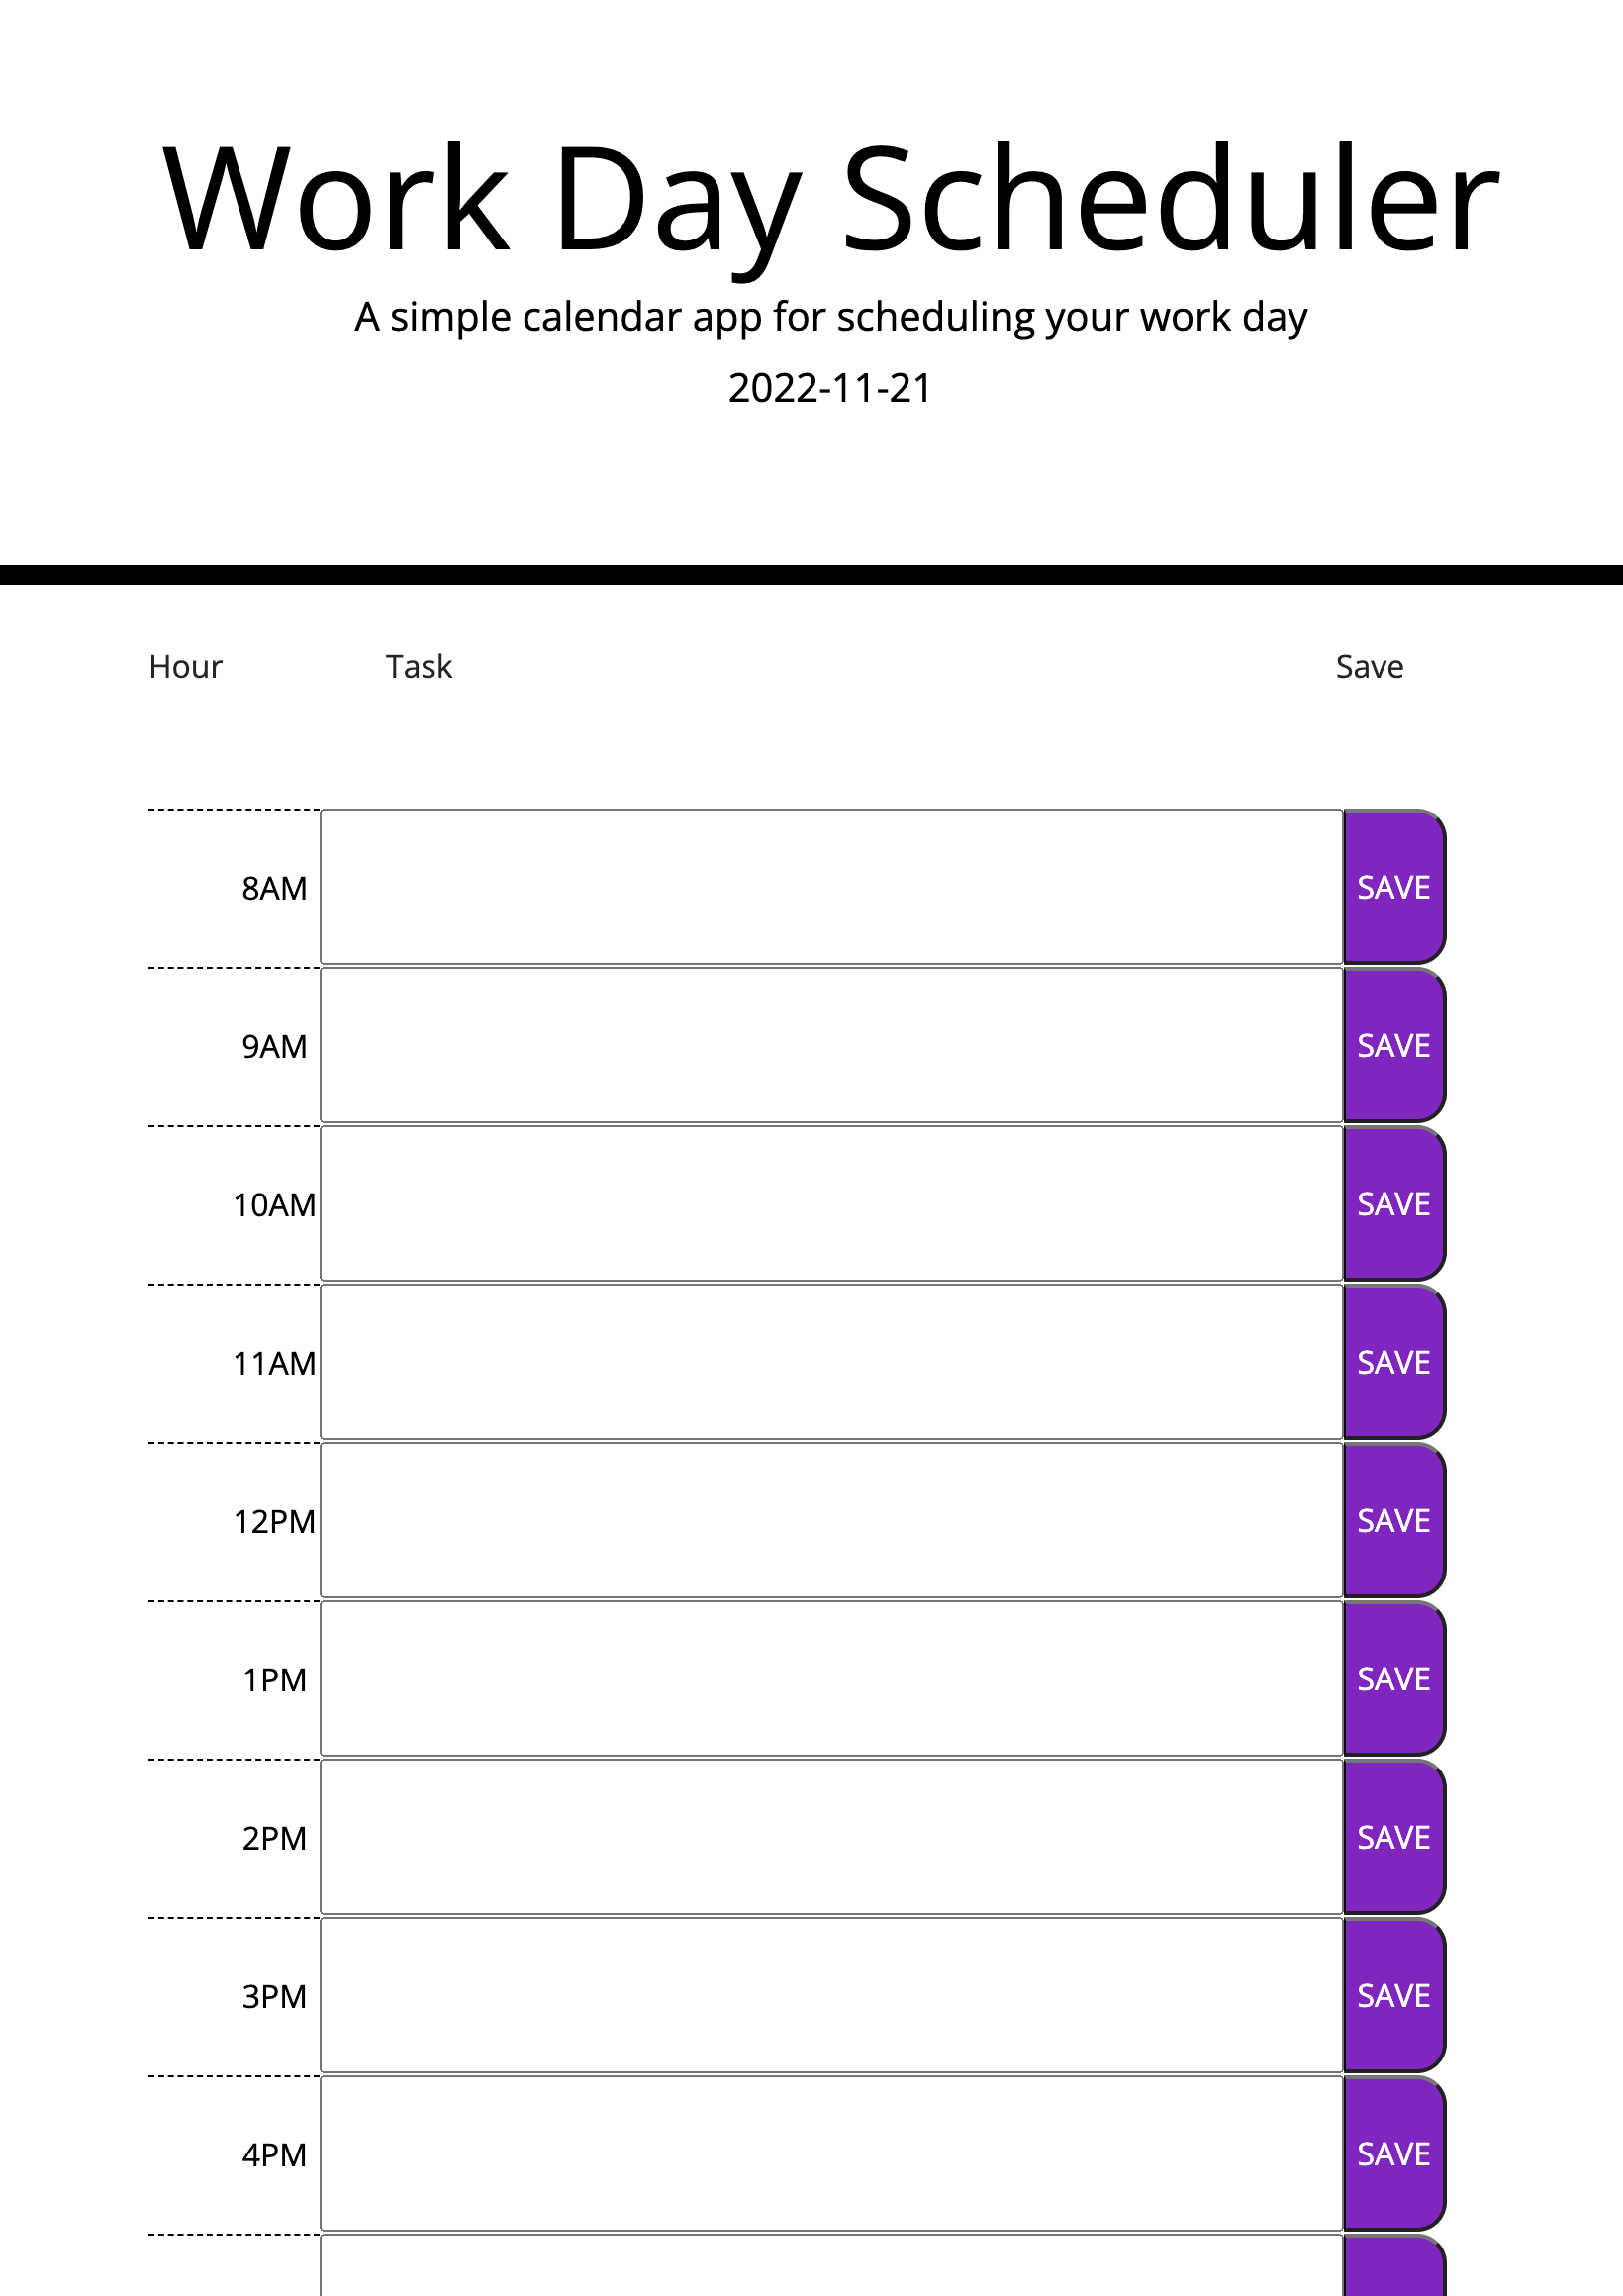 Work Day Scheduler
A simple calendar app for scheduling your work day
2022-11-21
Hour Task Save
8AM SAVE
9AM SAVE
10AM SAVE
11AM SAVE
12PM SAVE
1PM SAVE
2PM SAVE
3PM SAVE
4PM SAVE